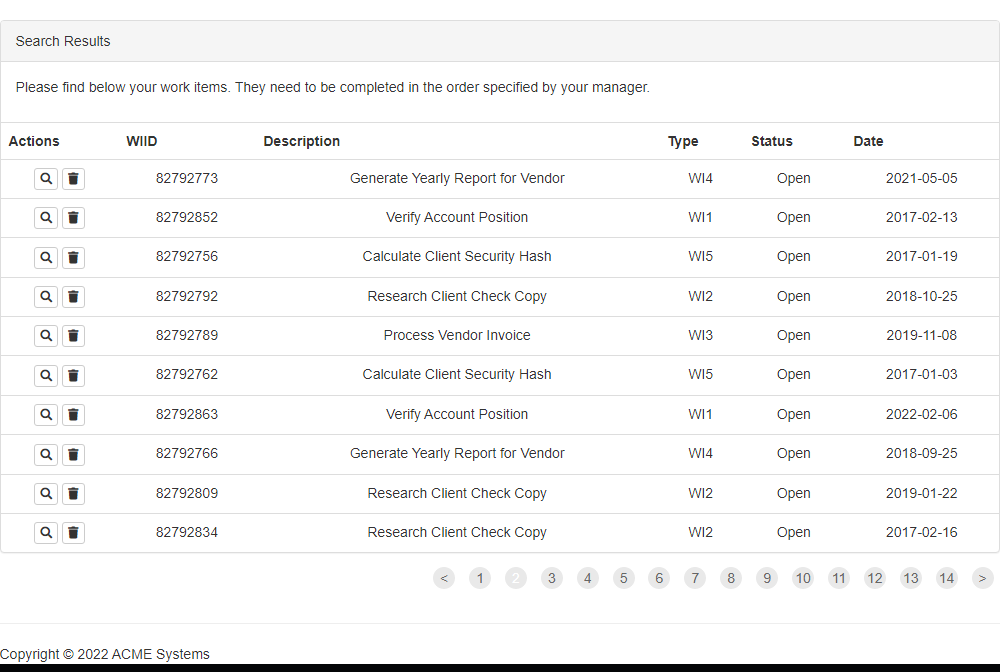 Search Results
Please find below your work items. They need to be completed in the order specified by your manager.
Actions WIID Description Type Status Date
82792773 Generate Yearly Report for Vendor WI4 Open 2021-05-05
82792852 Verify Account Position WI1 Open 2017-02-13
82792756 Calculate Client Security Hash WI5 Open 2017-01-19
82792792 Research Client Check Copy WI2 Open 2018-10-25
82792789 Process Vendor Invoice WI3 Open 2019-11-08
82792762 Calculate Client Security Hash WI5 Open 2017-01-03
82792863 Verify Account Position WI1 Open 2022-02-06
82792766 Generate Yearly Report for Vendor WI4 Open 2018-09-25
82792809 Research Client Check Copy WI2 Open 2019-01-22
82792834 Research Client Check Copy WI2 Open 2017-02-16
< 1 2 3 4 5 6 7 8 9 10 11 12 13 14 >
Copyright © 2022 ACME Systems